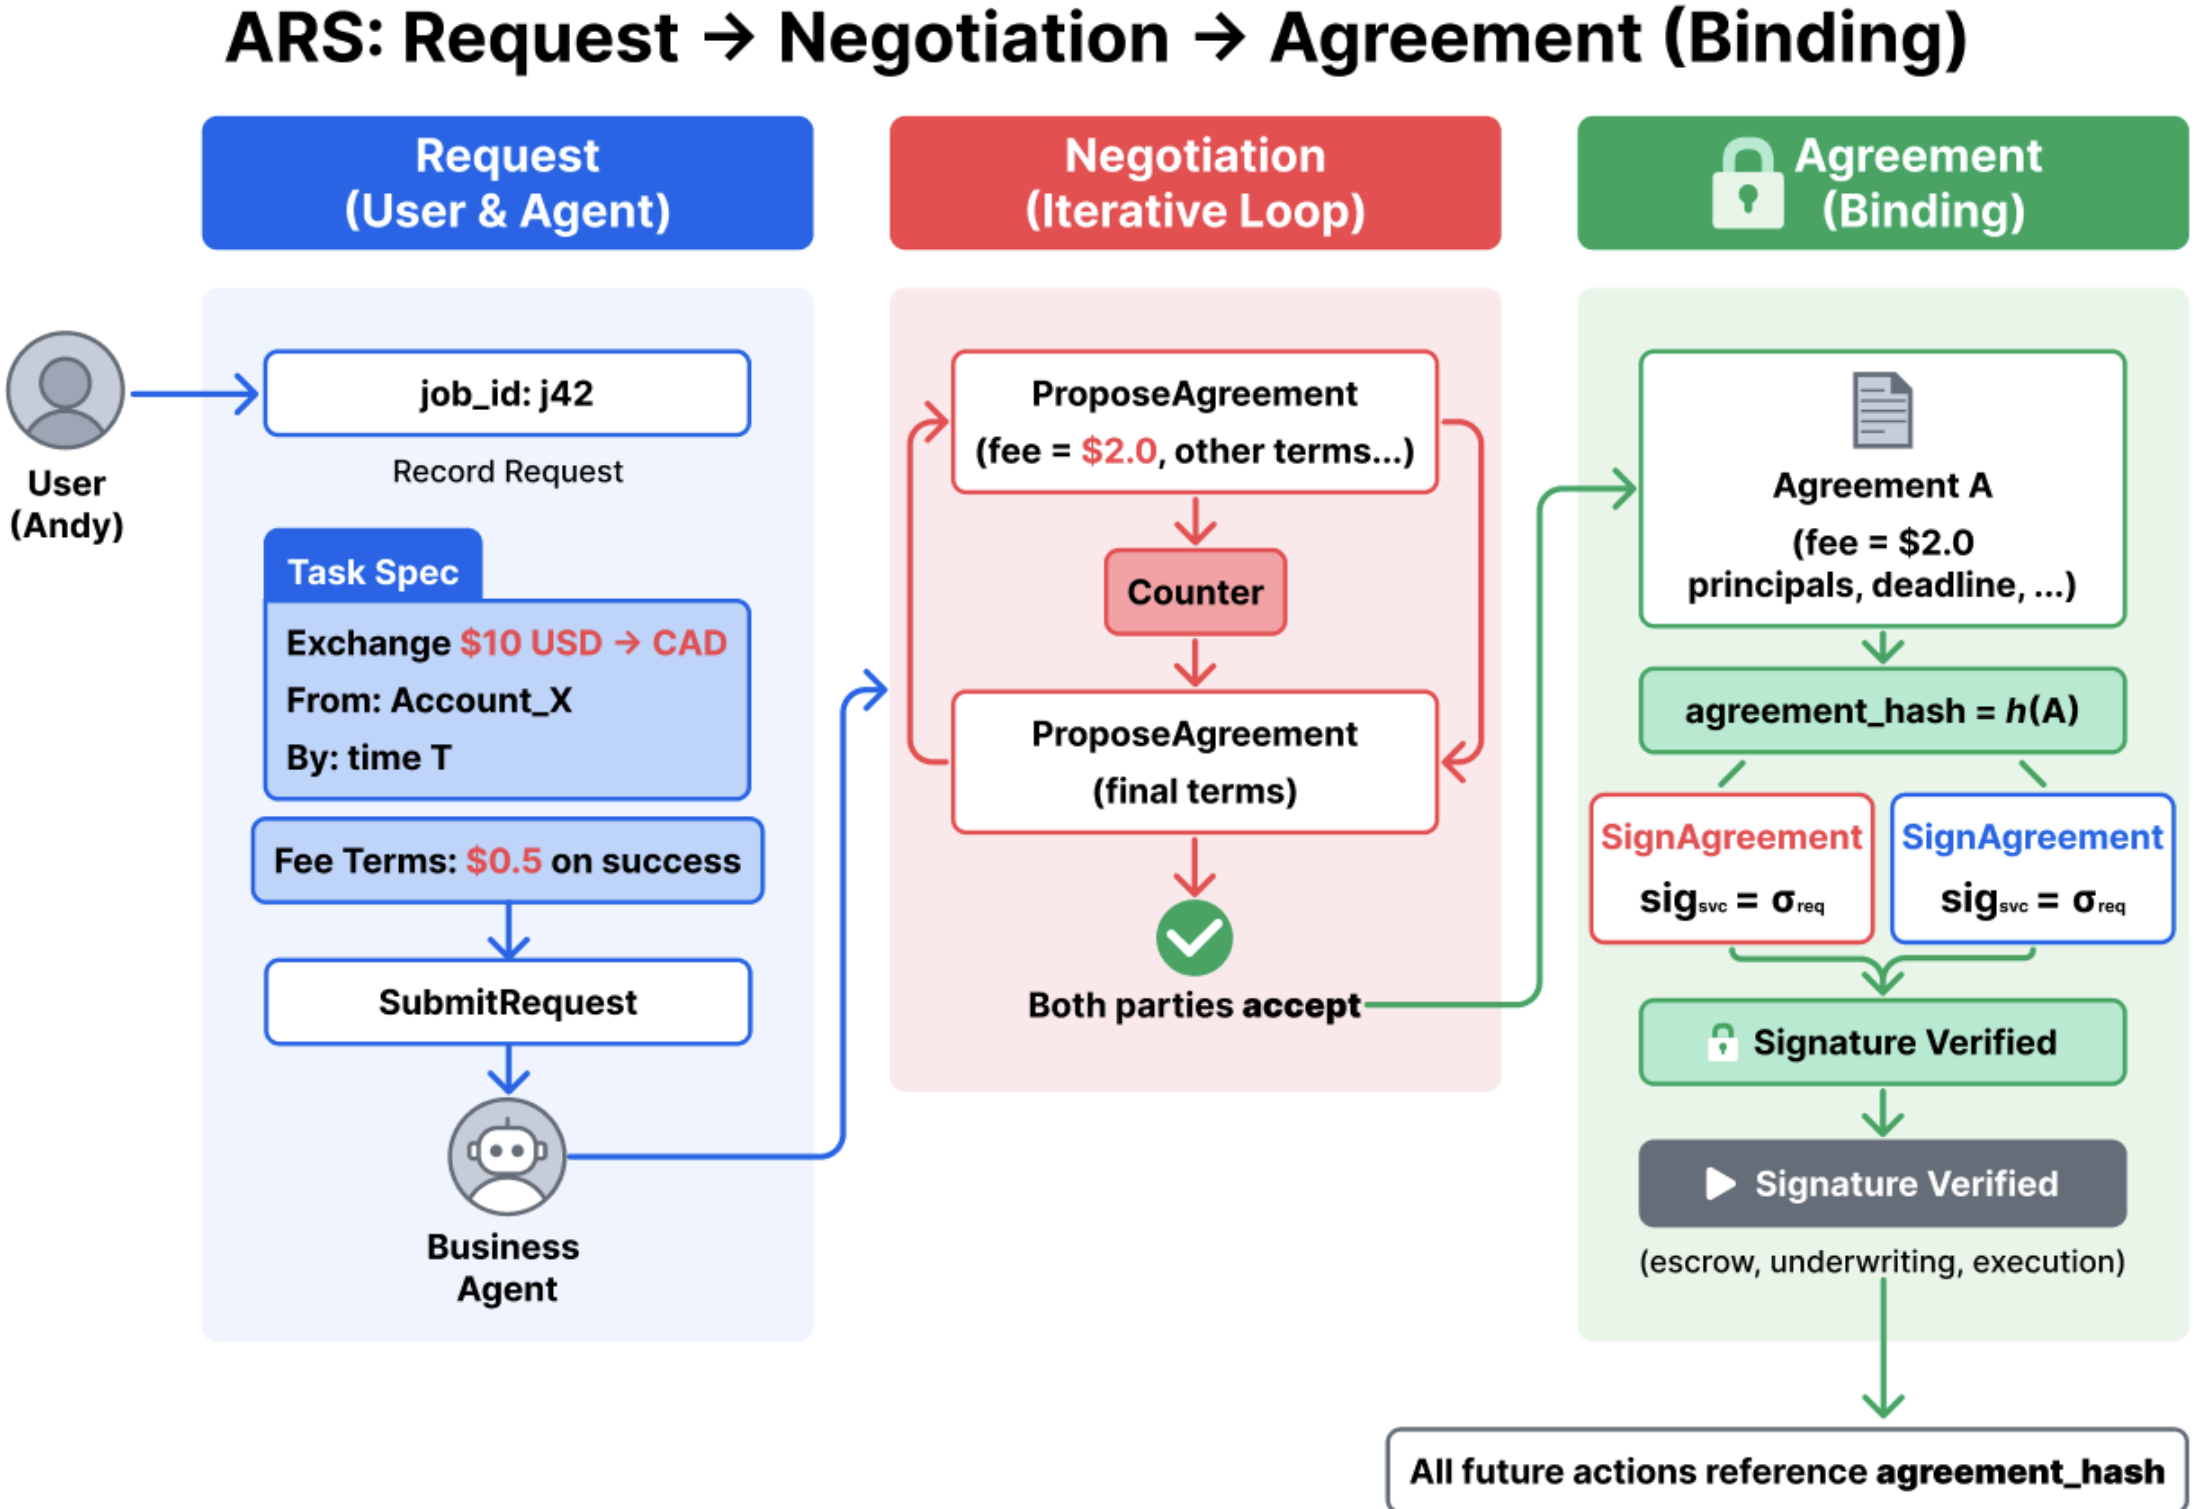 ARS: Request → Negotiation → Agreement (Binding)
Request
(User & Agent)
User
(Andy)
job_id: j42
Record Request
Task Spec
Exchange $10 USD → CAD
From: Account_X
By: time T
Fee Terms: $0.5 on success
SubmitRequest
Business
Agent
Negotiation
(Iterative Loop)
ProposeAgreement
(fee = $2.0, other terms...)
Counter
ProposeAgreement
(final terms)
Both parties accept
Agreement
(Binding)
Agreement A
(fee = $2.0
principals, deadline, ...)
agreement_hash = h(A)
SignAgreement
sigsvc = σreq
SignAgreement
sigsvc = σreq
Signature Verified
Signature Verified
(escrow, underwriting, execution)
All future actions reference agreement_hash